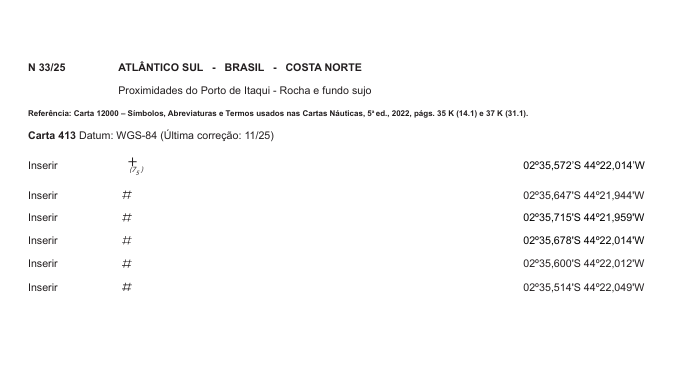 N 33/25 ATLÂNTICO SUL - BRASIL - COSTA NORTE
Proximidades do Porto de Itaqui - Rocha e fundo sujo
Referência: Carta 12000 – Símbolos, Abreviaturas e Termos usados nas Cartas Náuticas, 5ª ed., 2022, págs. 35 K (14.1) e 37 K (31.1).
Carta 413 Datum: WGS-84 (Última correção: 11/25)
Inserir + (7₅) 02º35,572'S 44º22,014'W
Inserir # 02º35,647'S 44º21,944'W
Inserir # 02º35,715'S 44º21,959'W
Inserir # 02º35,678'S 44º22,014'W
Inserir # 02º35,600'S 44º22,012'W
Inserir # 02º35,514'S 44º22,049'W